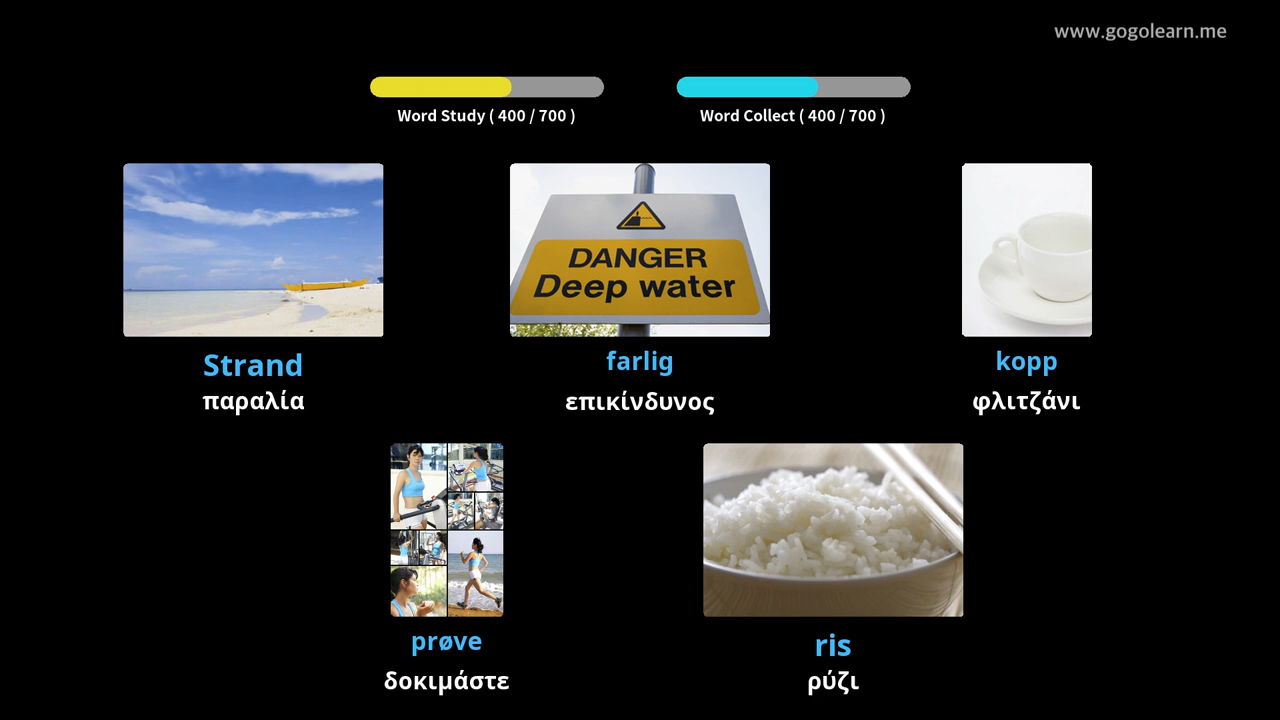 www.gogolearn.me
Word Study ( 400 / 700 )
Word Collect ( 400 / 700 )
DANGER
Deep water
Strand
παραλία
farlig
επικίνδυνος
kopp
φλιτζάνι
prøve
δοκιμάστε
ris
ρύζι